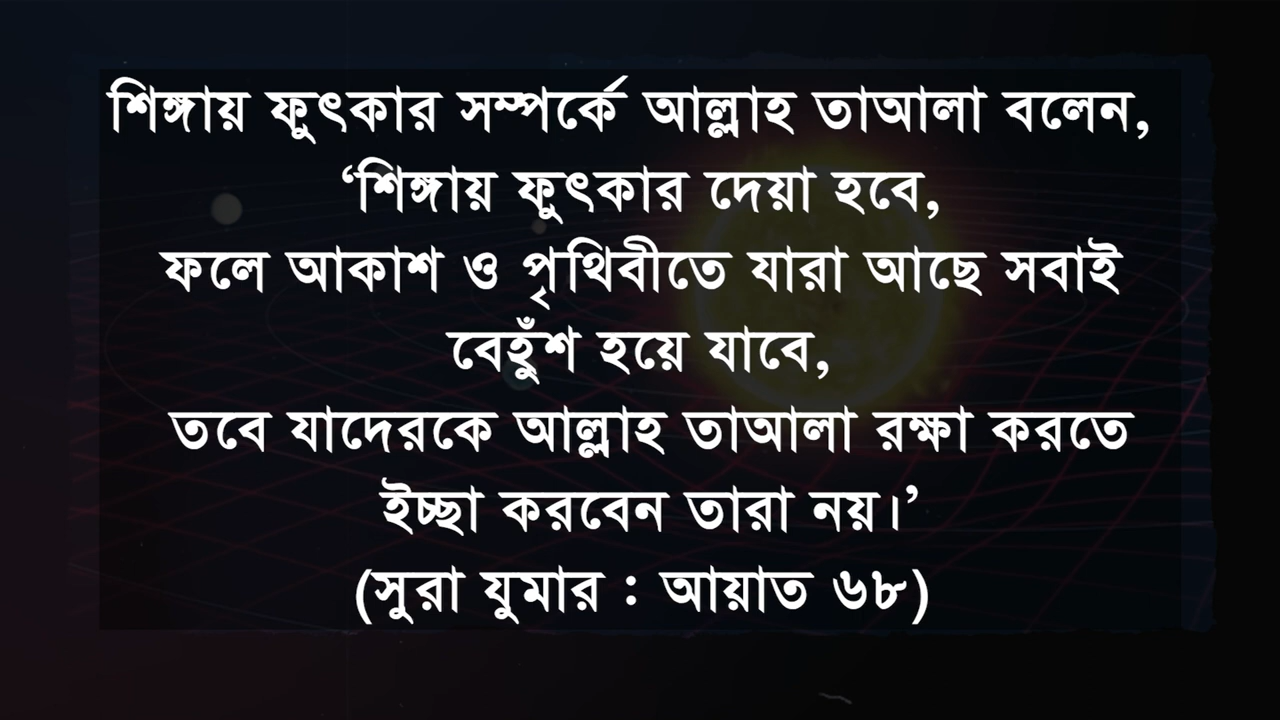 শিঙ্গায় ফুৎকার সম্পর্কে আল্লাহ তাআলা বলেন,
‘শিঙ্গায় ফুৎকার দেয়া হবে,
ফলে আকাশ ও পৃথিবীতে যারা আছে সবাই
বেহুঁশ হয়ে যাবে,
তবে যাদেরকে আল্লাহ তাআলা রক্ষা করতে
ইচ্ছা করবেন তারা নয়।’
(সুরা যুমার : আয়াত ৬৮)